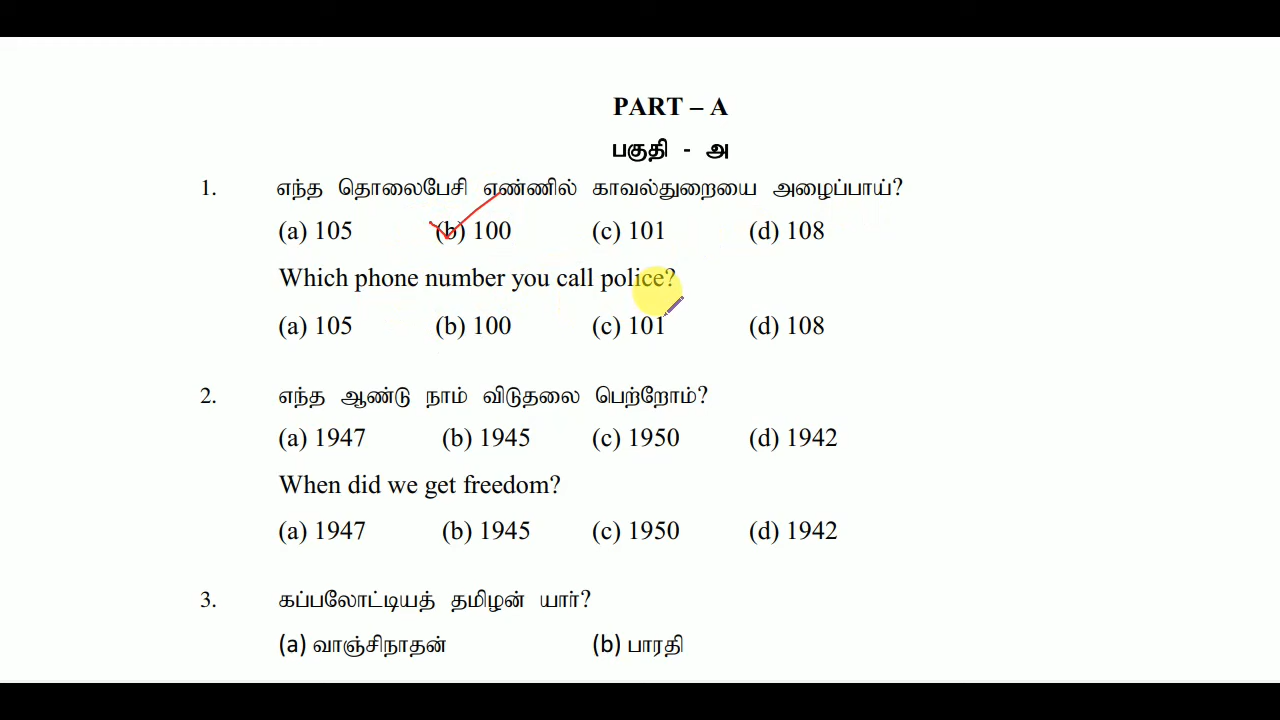 PART – A
பகுதி - அ
1. எந்த தொலைபேசி ஏண்ணில் காவல்துறையை அழைப்பாய்?
(a) 105 (b) 100 (c) 101 (d) 108
Which phone number you call police?
(a) 105 (b) 100 (c) 101 (d) 108
2. எந்த ஆண்டு நாம் விடுதலை பெற்றோம்?
(a) 1947 (b) 1945 (c) 1950 (d) 1942
When did we get freedom?
(a) 1947 (b) 1945 (c) 1950 (d) 1942
3. கப்பலோட்டியத் தமிழன் யார்?
(a) வாஞ்சிநாதன் (b) பாரதி